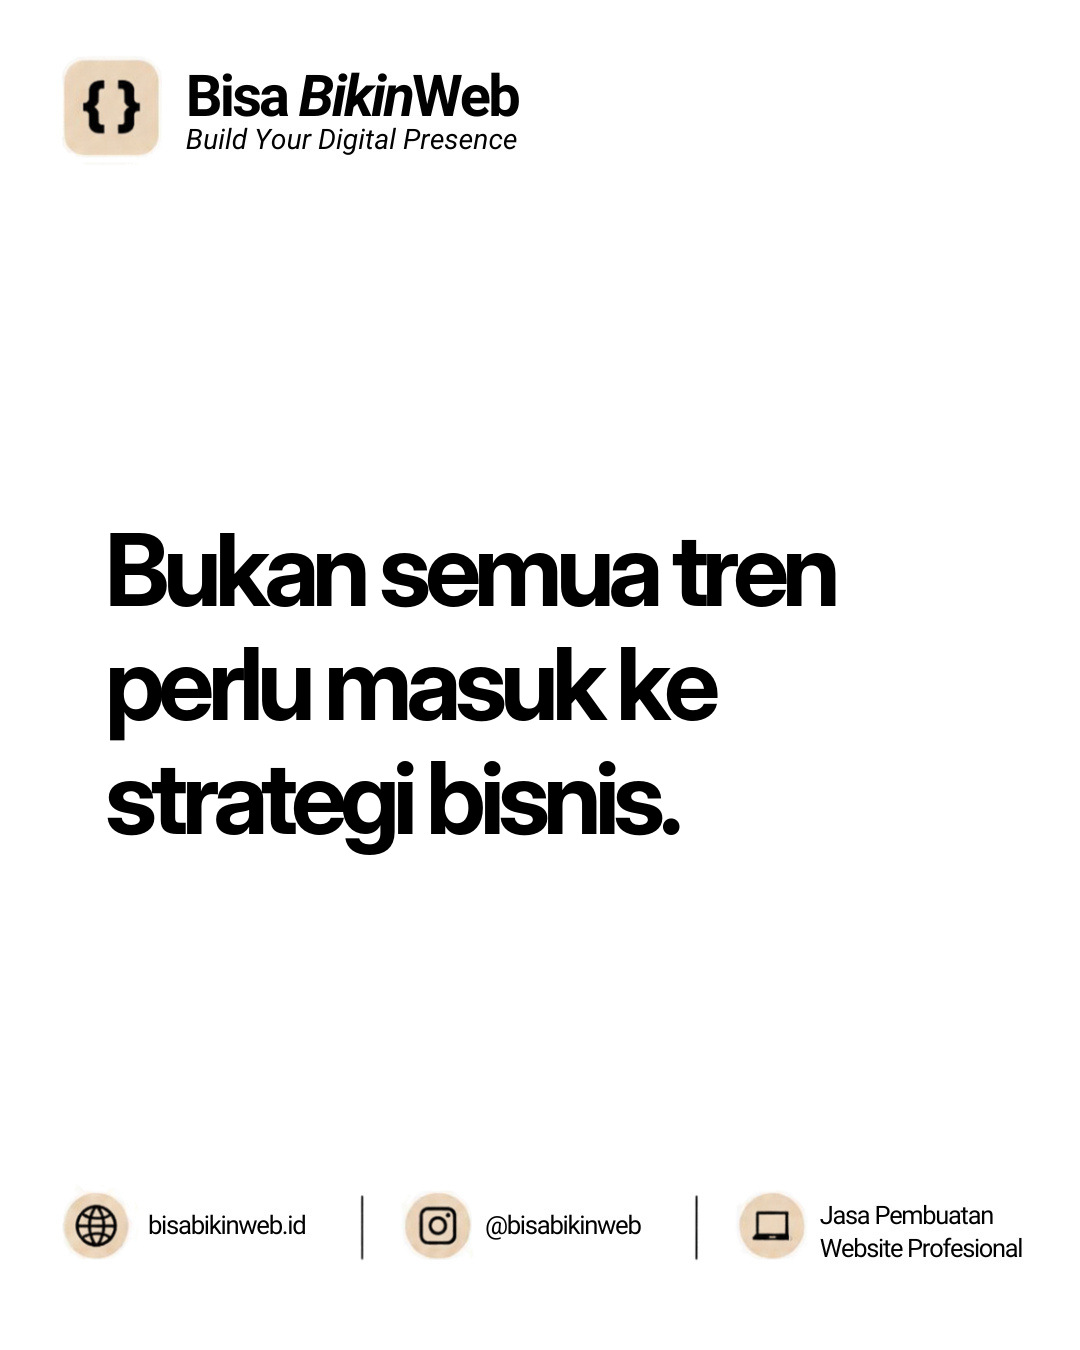 { }
Bisa BikinWeb
Build Your Digital Presence
Bukan semua tren
perlu masuk ke
strategi bisnis.
bisabikinweb.id
@bisabikinweb
Jasa Pembuatan
Website Profesional